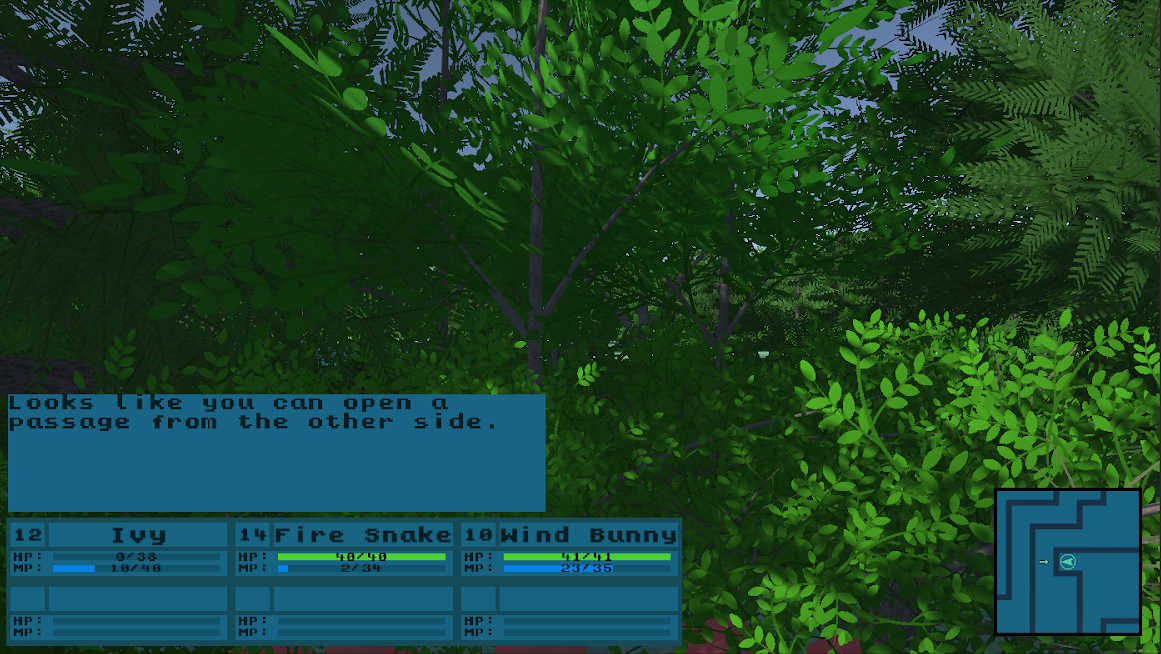 Looks like you can open a
passage from the other side.
12 Ivy 14 Fire Snake 10 Wind Bunny
HP: 0/38 HP: 40/40 HP: 41/41
MP: 10/40 MP: 2/34 MP: 23/35
HP: HP: HP:
MP: MP: MP: